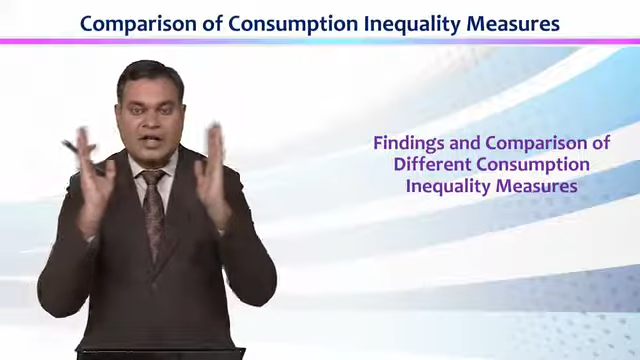 Comparison of Consumption Inequality Measures
Findings and Comparison of
Different Consumption
Inequality Measures